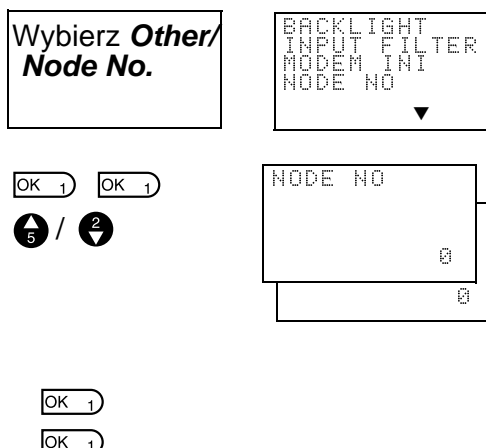 Wybierz Other/
Node No.
BACKLIGHT
INPUT FILTER
MODEM INI
NODE NO
▼
OK 1 OK 1
5 / 2
NODE NO
0
0
OK 1
OK 1